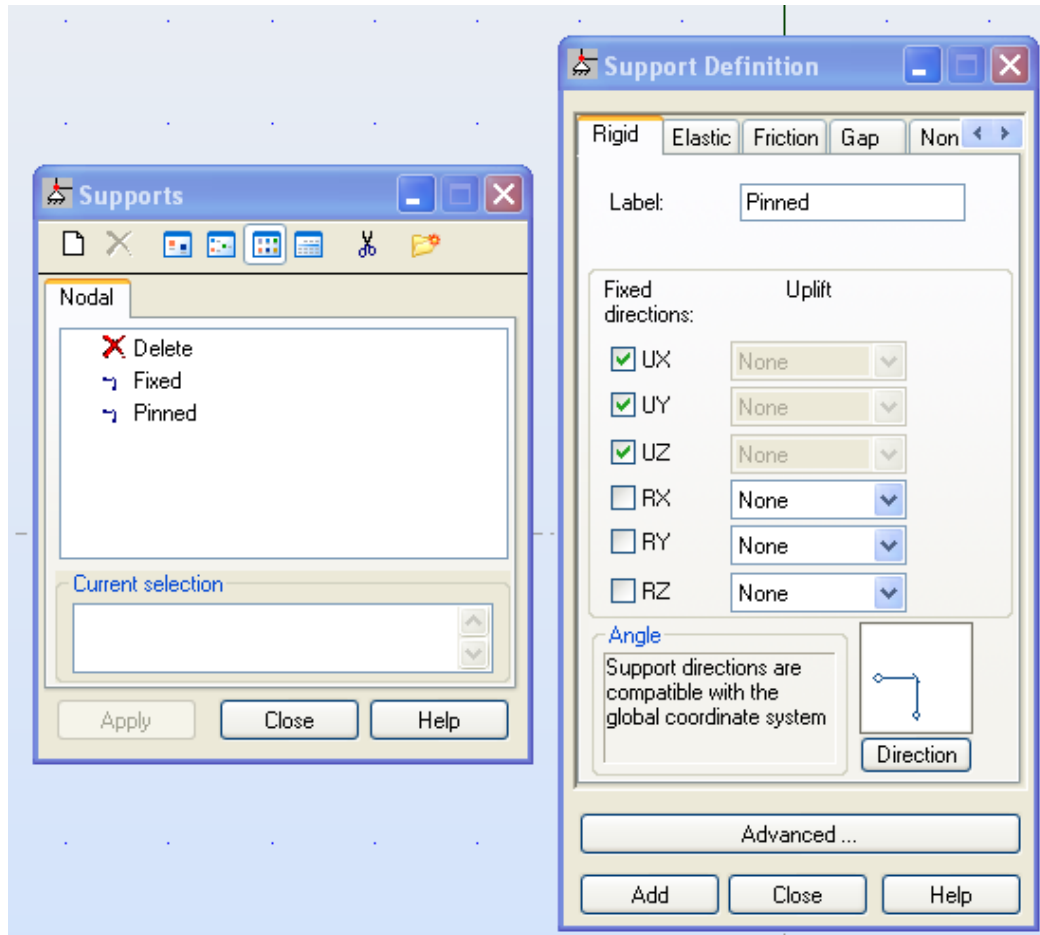 Support Definition
Rigid Elastic Friction Gap Non
Label: Pinned
Fixed directions: Uplift
UX None
UY None
UZ None
RX None
RY None
RZ None
Angle
Support directions are
compatible with the
global coordinate system
Direction
Advanced ...
Add Close Help
Supports
Nodal
Delete
Fixed
Pinned
Current selection
Apply Close Help